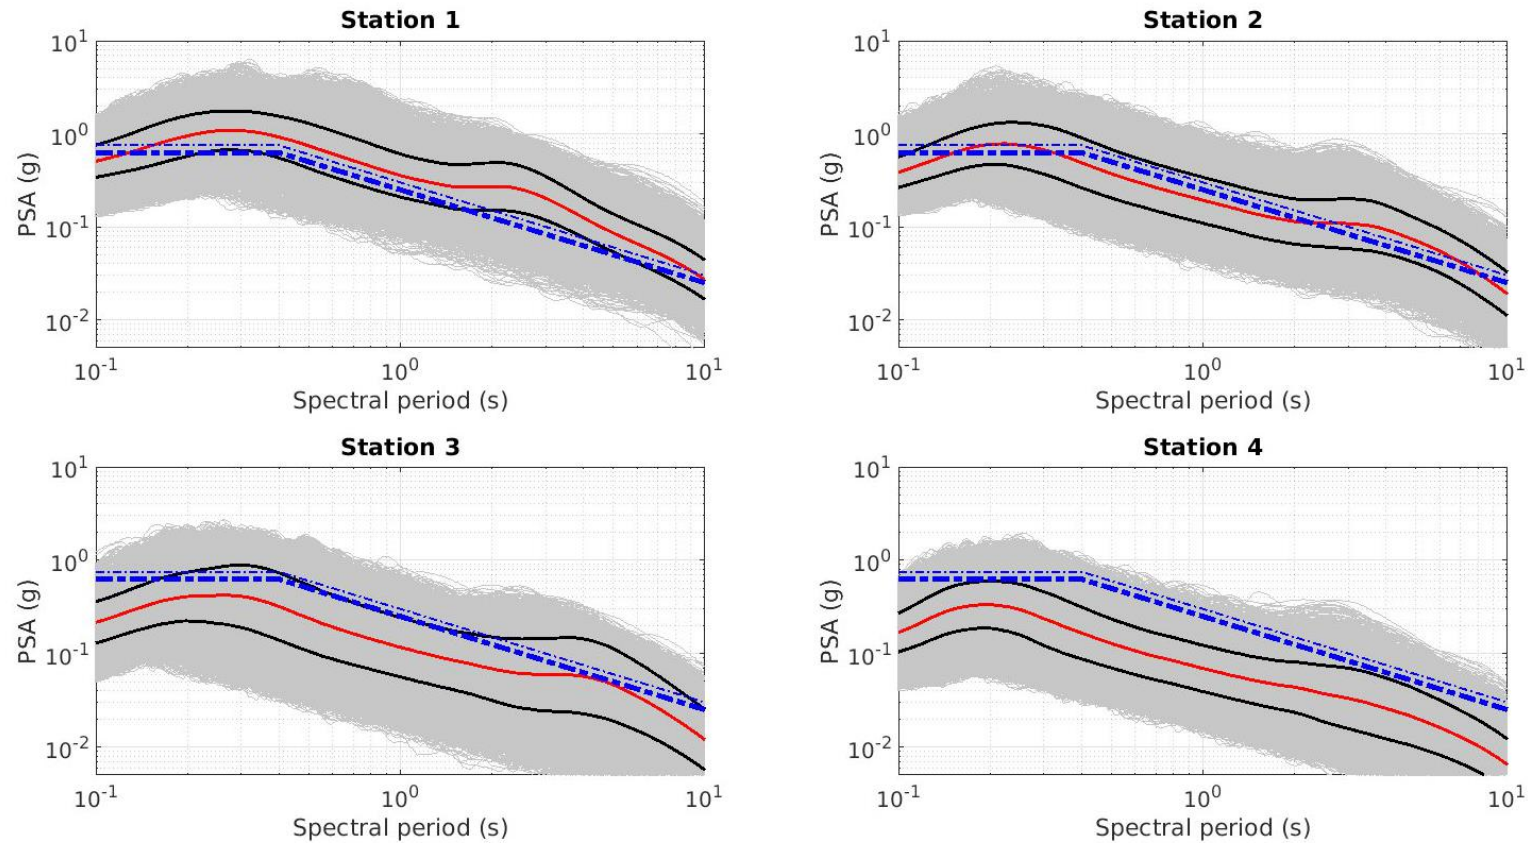 Station 1
PSA (g)
10^1
10^0
10^-1
10^-2
10^-1 10^0 10^1
Spectral period (s)
Station 2
PSA (g)
10^1
10^0
10^-1
10^-2
10^-1 10^0 10^1
Spectral period (s)
Station 3
PSA (g)
10^1
10^0
10^-1
10^-2
10^-1 10^0 10^1
Spectral period (s)
Station 4
PSA (g)
10^1
10^0
10^-1
10^-2
10^-1 10^0 10^1
Spectral period (s)